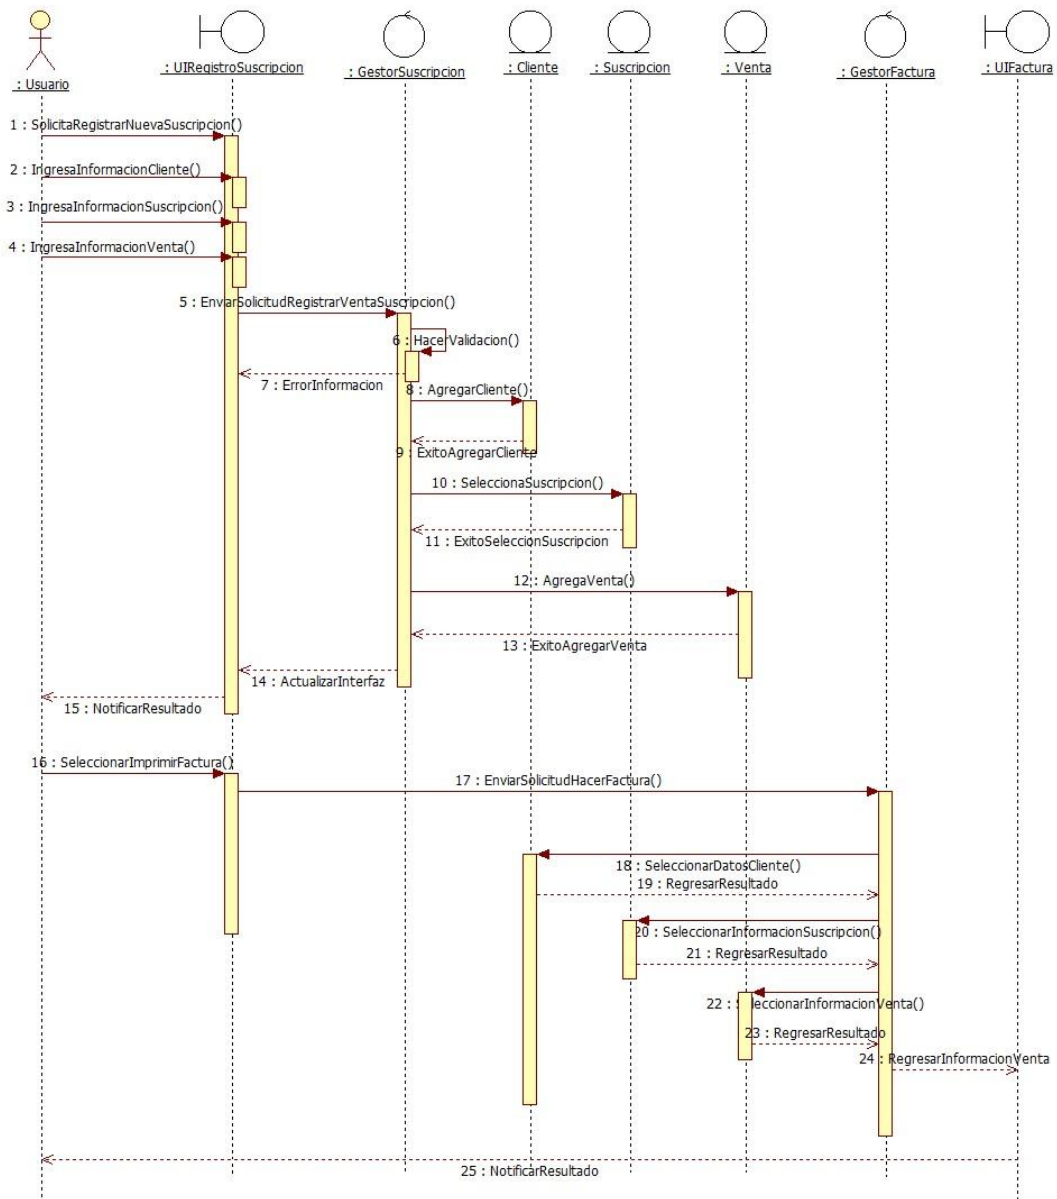 : Usuario
: UIRegistroSuscripcion
: GestorSuscripcion
: Cliente
: Suscripcion
: Venta
: GestorFactura
: UIFactura
1 : SolicitaRegistrarNuevaSuscripcion()
2 : IngresaInformacionCliente()
3 : IngresaInformacionSuscripcion()
4 : IngresaInformacionVenta()
5 : EnviarSolicitudRegistrarVentaSuscripcion()
6 : HacerValidacion()
7 : ErrorInformacion
8 : AgregarCliente()
9 : ExitoAgregarCliente
10 : SeleccionaSuscripcion()
11 : ExitoSeleccionSuscripcion
12 : AgregaVenta()
13 : ExitoAgregarVenta
14 : ActualizarInterfaz
15 : NotificarResultado
16 : SeleccionarImprimirFactura()
17 : EnviarSolicitudHacerFactura()
18 : SeleccionarDatosCliente()
19 : RegresarResultado
20 : SeleccionarInformacionSuscripcion()
21 : RegresarResultado
22 : SeleccionarInformacionVenta()
23 : RegresarResultado
24 : RegresarInformacionVenta
25 : NotificarResultado